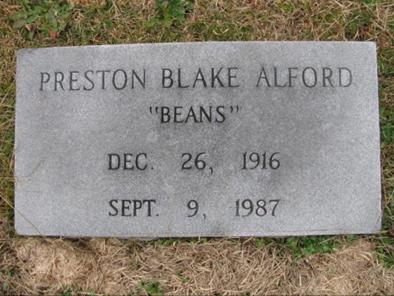 PRESTON BLAKE ALFORD
"BEANS"
DEC. 26, 1916
SEPT. 9, 1987